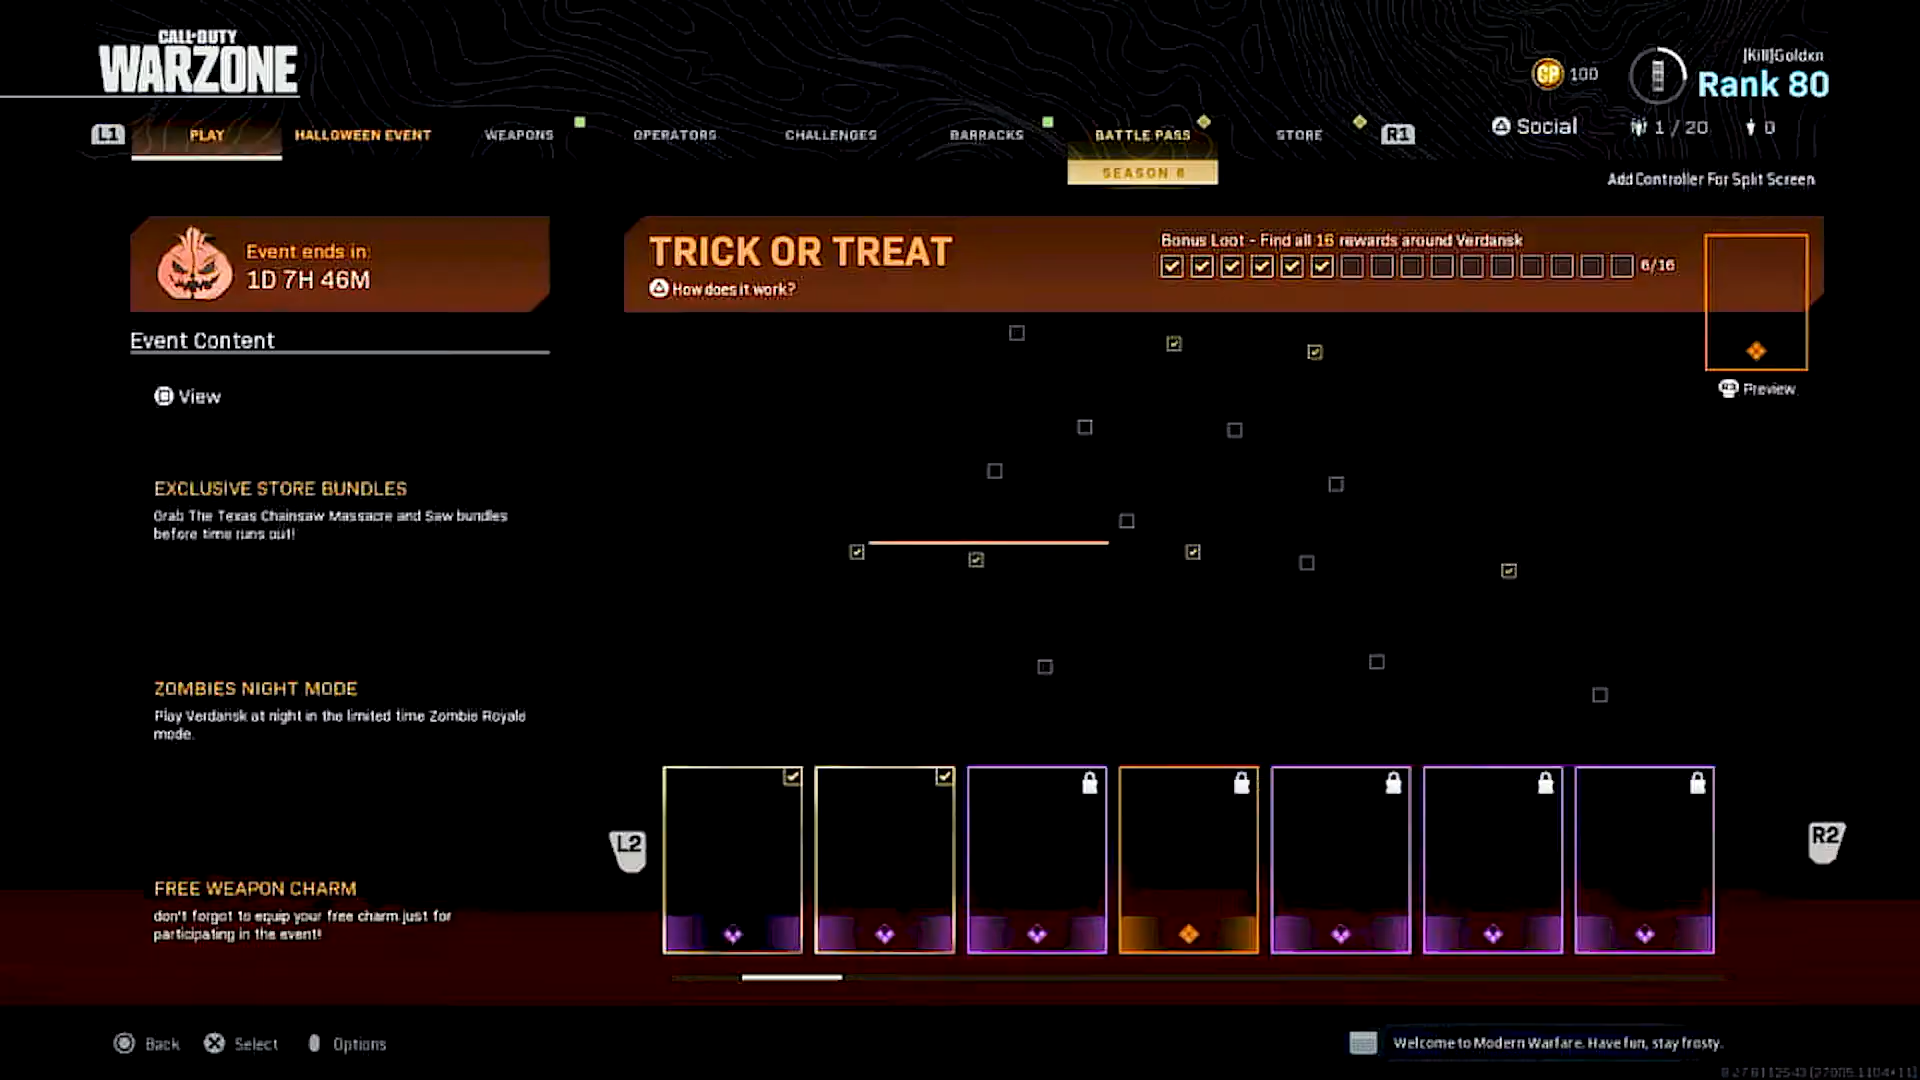 CALL OF DUTY
WARZONE
GP 100
[Kill]Goldxn
Rank 80
L1
PLAY
HALLOWEEN EVENT
WEAPONS
OPERATORS
CHALLENGES
BARRACKS
BATTLE PASS
STORE
R1
Social
1 / 20
0
SEASON 6
Add Controller For Split Screen
Event ends in:
1D 7H 46M
TRICK OR TREAT
How does it work?
Bonus Loot - Find all 16 rewards around Verdansk
6/16
Event Content
Preview
View
EXCLUSIVE STORE BUNDLES
Grab The Texas Chainsaw Massacre and Saw bundles
before time runs out!
ZOMBIES NIGHT MODE
Play Verdansk at night in the limited time Zombie Royale
mode.
L2
R2
FREE WEAPON CHARM
don't forgot to equip your free charm just for
participating in the event!
Back
Select
Options
Welcome to Modern Warfare. Have fun, stay frosty.